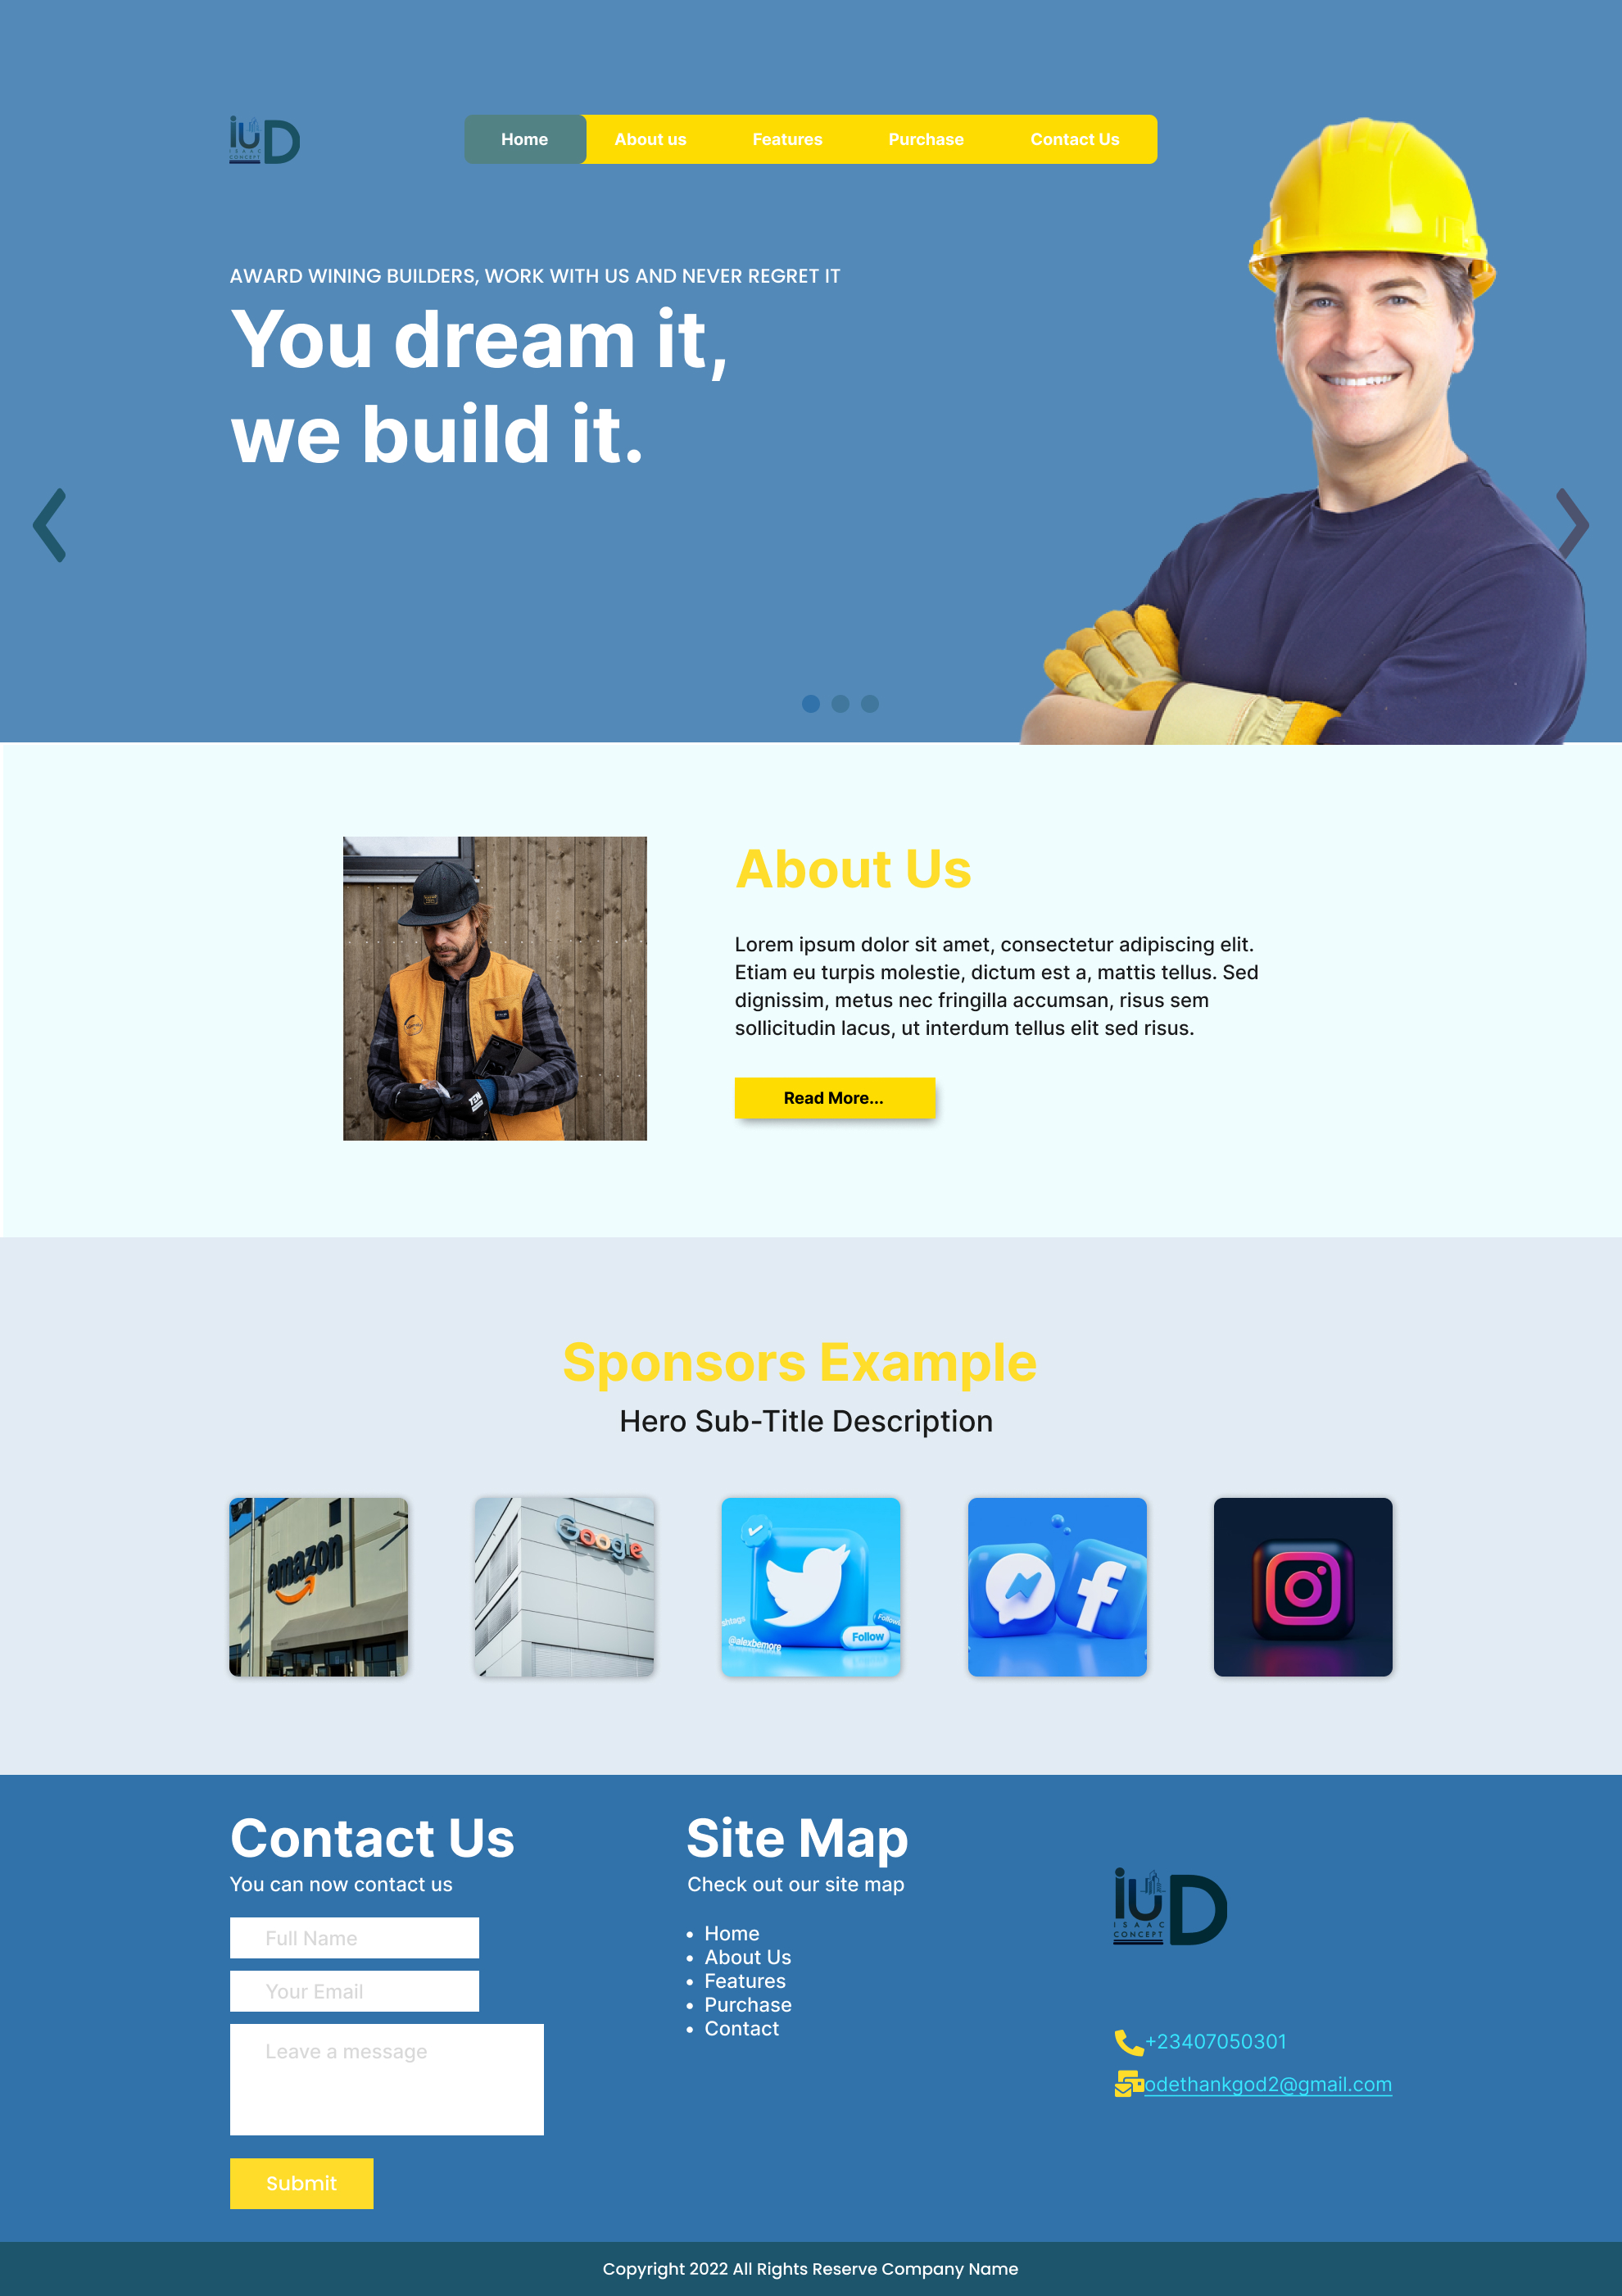 iUD
ISAAC
CONCEPT
Home About us Features Purchase Contact Us
AWARD WINING BUILDERS, WORK WITH US AND NEVER REGRET IT
You dream it,
we build it.
About Us
Lorem ipsum dolor sit amet, consectetur adipiscing elit.
Etiam eu turpis molestie, dictum est a, mattis tellus. Sed
dignissim, metus nec fringilla accumsan, risus sem
sollicitudin lacus, ut interdum tellus elit sed risus.
Read More...
Sponsors Example
Hero Sub-Title Description
amazon
Google
shtags
@alexbemore
Follow
Contact Us
You can now contact us
Full Name
Your Email
Leave a message
Submit
Site Map
Check out our site map
• Home
• About Us
• Features
• Purchase
• Contact
iUD
ISAAC
CONCEPT
+23407050301
odethankgod2@gmail.com
Copyright 2022 All Rights Reserve Company Name